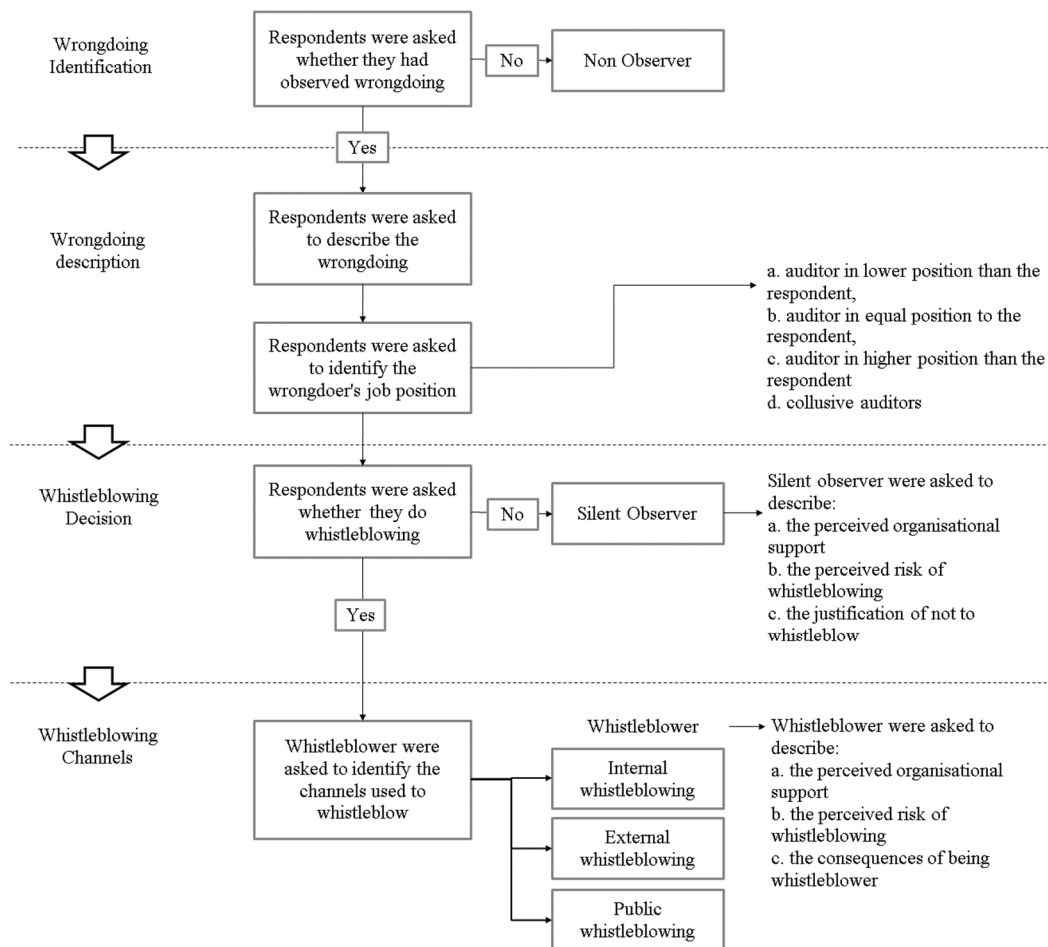 Wrongdoing
Identification
Respondents were asked
whether they had
observed wrongdoing
No
Non Observer
Yes
Wrongdoing
description
Respondents were asked
to describe the
wrongdoing
Respondents were asked
to identify the
wrongdoer's job position
a. auditor in lower position than the
respondent,
b. auditor in equal position to the
respondent,
c. auditor in higher position than the
respondent
d. collusive auditors
Whistleblowing
Decision
Respondents were asked
whether they do
whistleblowing
No
Silent Observer
Silent observer were asked to
describe:
a. the perceived organisational
support
b. the perceived risk of
whistleblowing
c. the justification of not to
whistleblow
Yes
Whistleblowing
Channels
Whistleblower were
asked to identify the
channels used to
whistleblow
Whistleblower
Internal
whistleblowing
External
whistleblowing
Public
whistleblowing
Whistleblower were asked to
describe:
a. the perceived organisational
support
b. the perceived risk of
whistleblowing
c. the consequences of being
whistleblower